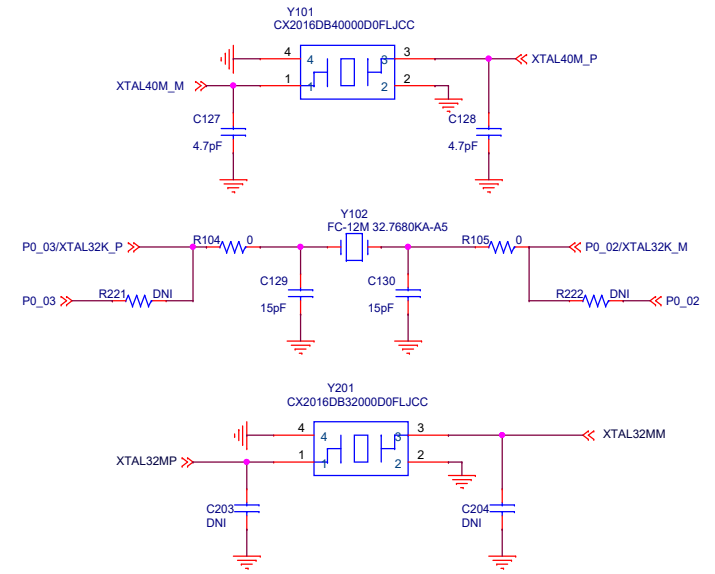 Y101
CX2016DB40000D0FLJCC
4 4 3 3
XTAL40M_P
XTAL40M_M
1 1 2 2
C127
4.7pF
C128
4.7pF
Y102
FC-12M 32.7680KA-A5
P0_03/XTAL32K_P
R104 0
R105 0
P0_02/XTAL32K_M
C129
15pF
C130
15pF
P0_03
R221 DNI
R222 DNI
P0_02
Y201
CX2016DB32000D0FLJCC
4 4 3 3
XTAL32MM
XTAL32MP
1 1 2 2
C203
DNI
C204
DNI